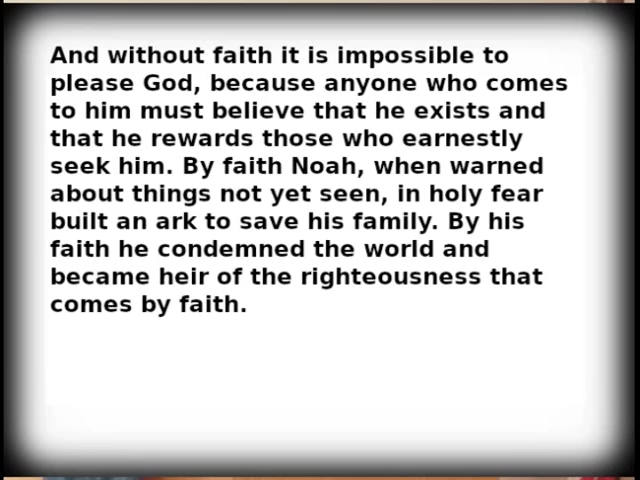 And without faith it is impossible to
please God, because anyone who comes
to him must believe that he exists and
that he rewards those who earnestly
seek him. By faith Noah, when warned
about things not yet seen, in holy fear
built an ark to save his family. By his
faith he condemned the world and
became heir of the righteousness that
comes by faith.